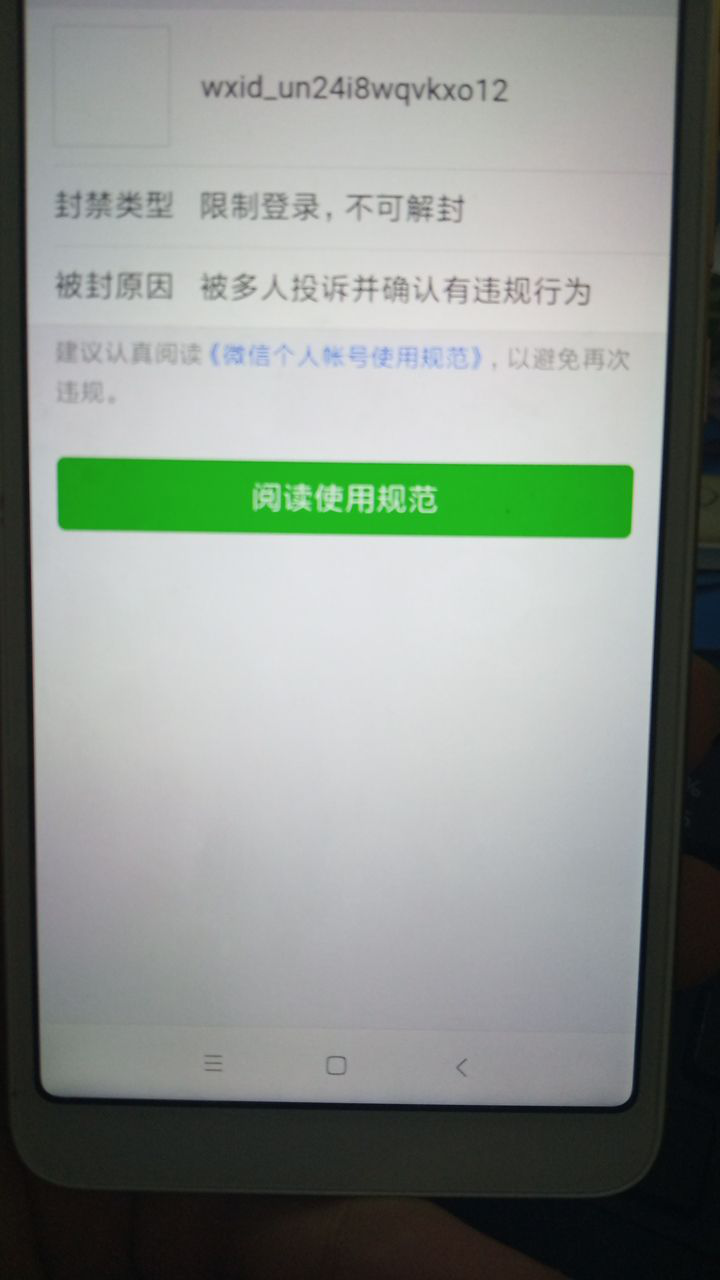 wxid_un24i8wqvkxo12
封禁类型 限制登录，不可解封
被封原因 被多人投诉并确认有违规行为
建议认真阅读《微信个人帐号使用规范》，以避免再次
违规。
阅读使用规范